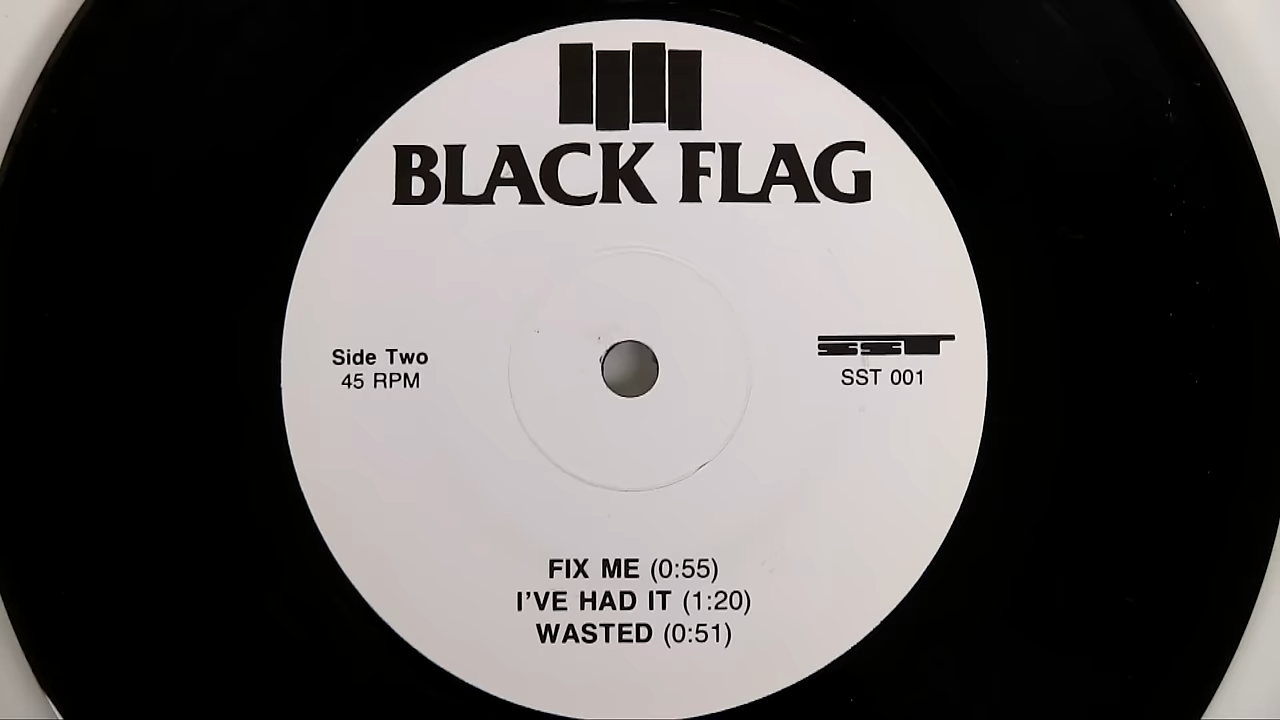 BLACK FLAG
Side Two
45 RPM
SST
SST 001
FIX ME (0:55)
I'VE HAD IT (1:20)
WASTED (0:51)